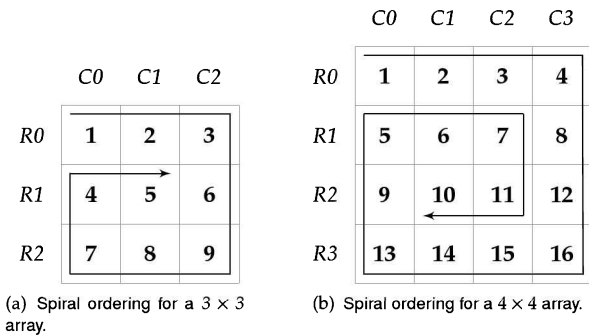 C0 C1 C2
R0 1 2 3
R1 4 5 6
R2 7 8 9
(a) Spiral ordering for a 3 × 3
array.
C0 C1 C2 C3
R0 1 2 3 4
R1 5 6 7 8
R2 9 10 11 12
R3 13 14 15 16
(b) Spiral ordering for a 4 × 4 array.